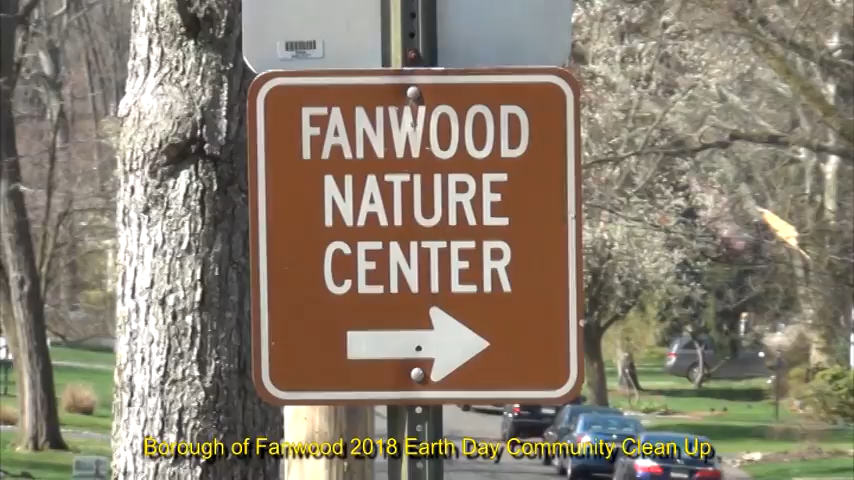 FANWOOD
NATURE
CENTER
Borough of Fanwood 2018 Earth Day Community Clean Up